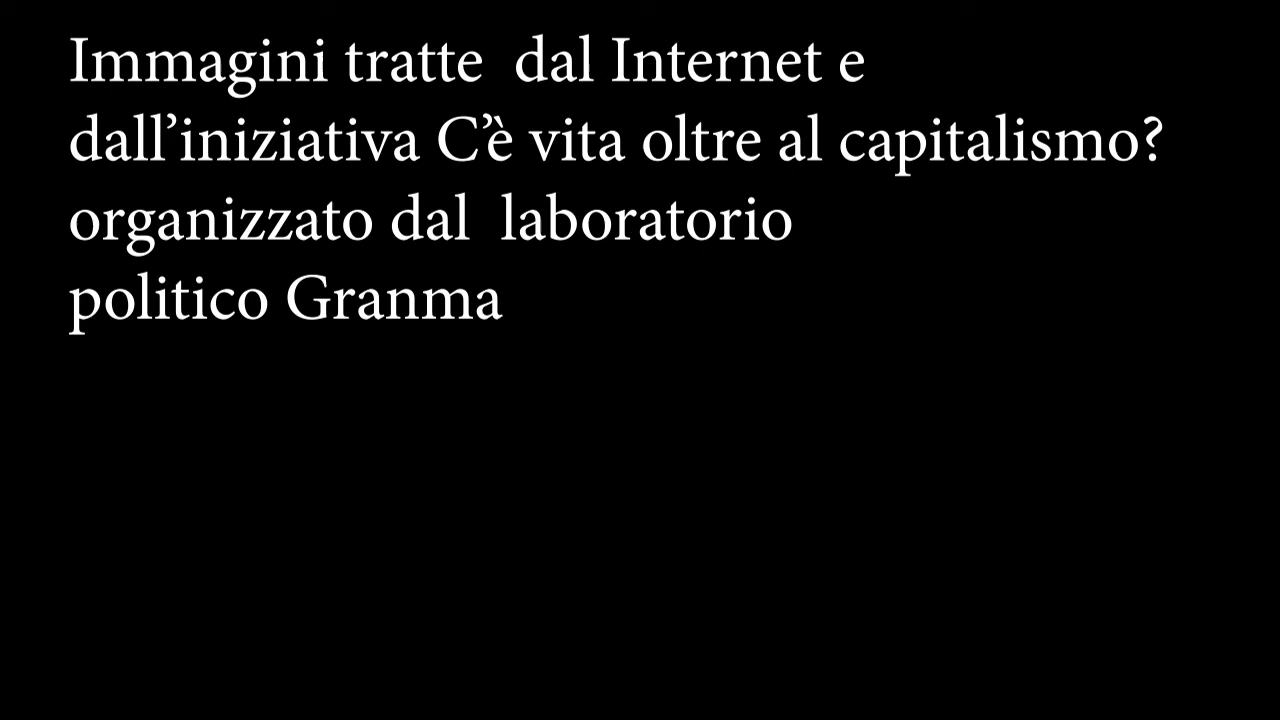 Immagini tratte  dal Internet e
dall’iniziativa C’è vita oltre al capitalismo?
organizzato dal  laboratorio
politico Granma